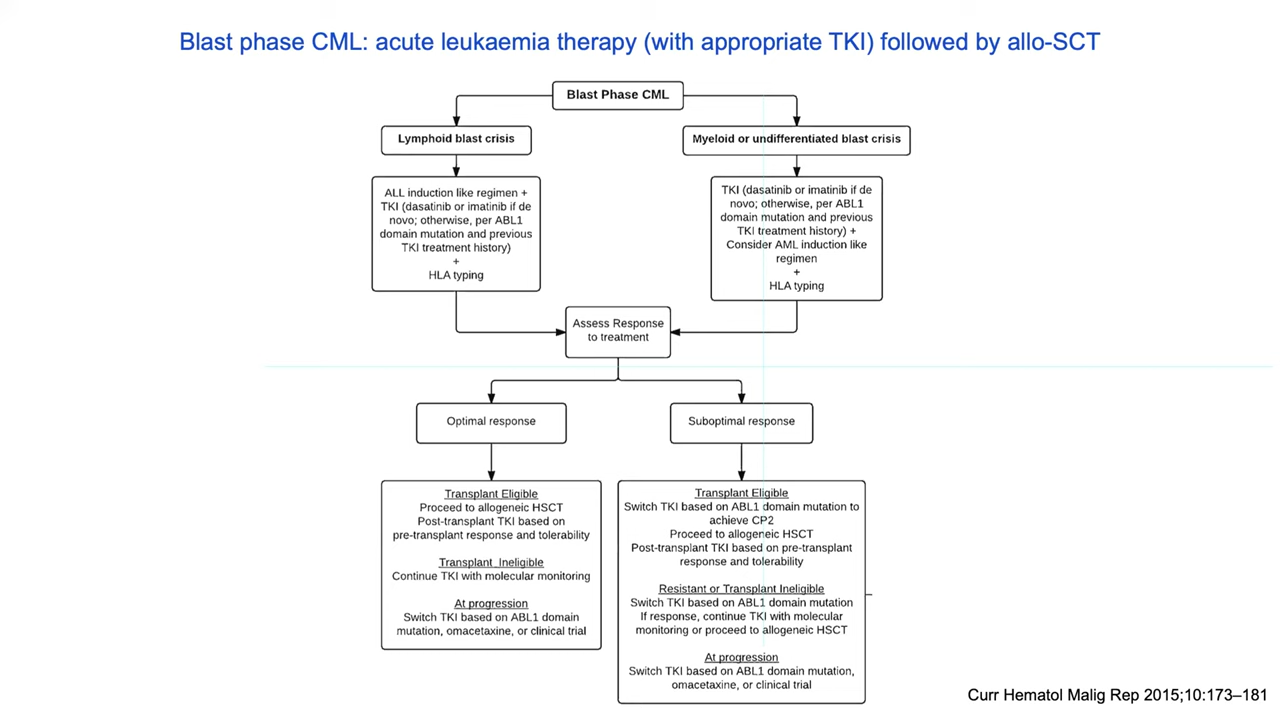 Blast phase CML: acute leukaemia therapy (with appropriate TKI) followed by allo-SCT
Blast Phase CML
Lymphoid blast crisis
Myeloid or undifferentiated blast crisis
ALL induction like regimen +
TKI (dasatinib or imatinib if de
novo; otherwise, per ABL1
domain mutation and previous
TKI treatment history)
+
HLA typing
TKI (dasatinib or imatinib if de
novo; otherwise, per ABL1
domain mutation and previous
TKI treatment history) +
Consider AML induction like
regimen
+
HLA typing
Assess Response
to treatment
Optimal response
Suboptimal response
Transplant Eligible
Proceed to allogeneic HSCT
Post-transplant TKI based on
pre-transplant response and tolerability
Transplant Ineligible
Continue TKI with molecular monitoring
At progression
Switch TKI based on ABL1 domain
mutation, omacetaxine, or clinical trial
Transplant Eligible
Switch TKI based on ABL1 domain mutation to
achieve CP2
Proceed to allogeneic HSCT
Post-transplant TKI based on pre-transplant
response and tolerability
Resistant or Transplant Ineligible
Switch TKI based on ABL1 domain mutation
If response, continue TKI with molecular
monitoring or proceed to allogeneic HSCT
At progression
Switch TKI based on ABL1 domain mutation,
omacetaxine, or clinical trial
Curr Hematol Malig Rep 2015;10:173–181